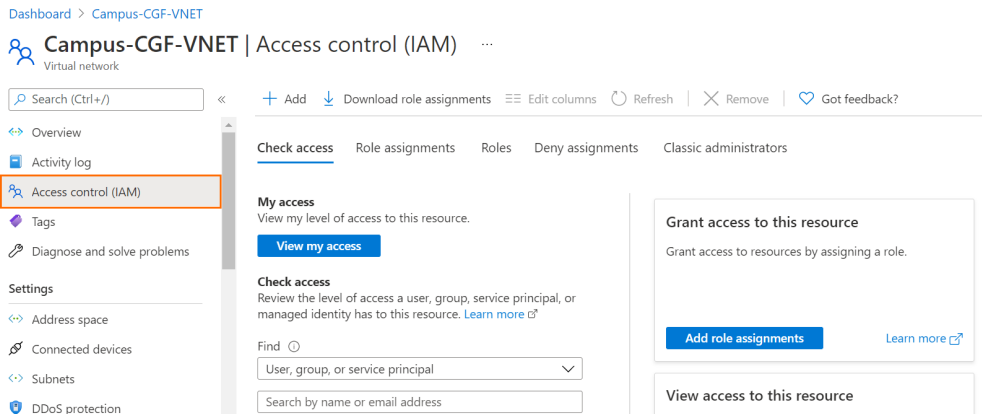 Dashboard > Campus-CGF-VNET
Campus-CGF-VNET | Access control (IAM) ...
Virtual network
Search (Ctrl+/)
«
Add
Download role assignments
Edit columns
Refresh
Remove
Got feedback?
Overview
Activity log
Access control (IAM)
Tags
Diagnose and solve problems
Settings
Address space
Connected devices
Subnets
DDoS protection
Check access
Role assignments
Roles
Deny assignments
Classic administrators
My access
View my level of access to this resource.
View my access
Check access
Review the level of access a user, group, service principal, or
managed identity has to this resource. Learn more
Find
User, group, or service principal
Search by name or email address
Grant access to this resource
Grant access to resources by assigning a role.
Add role assignments
Learn more
View access to this resource